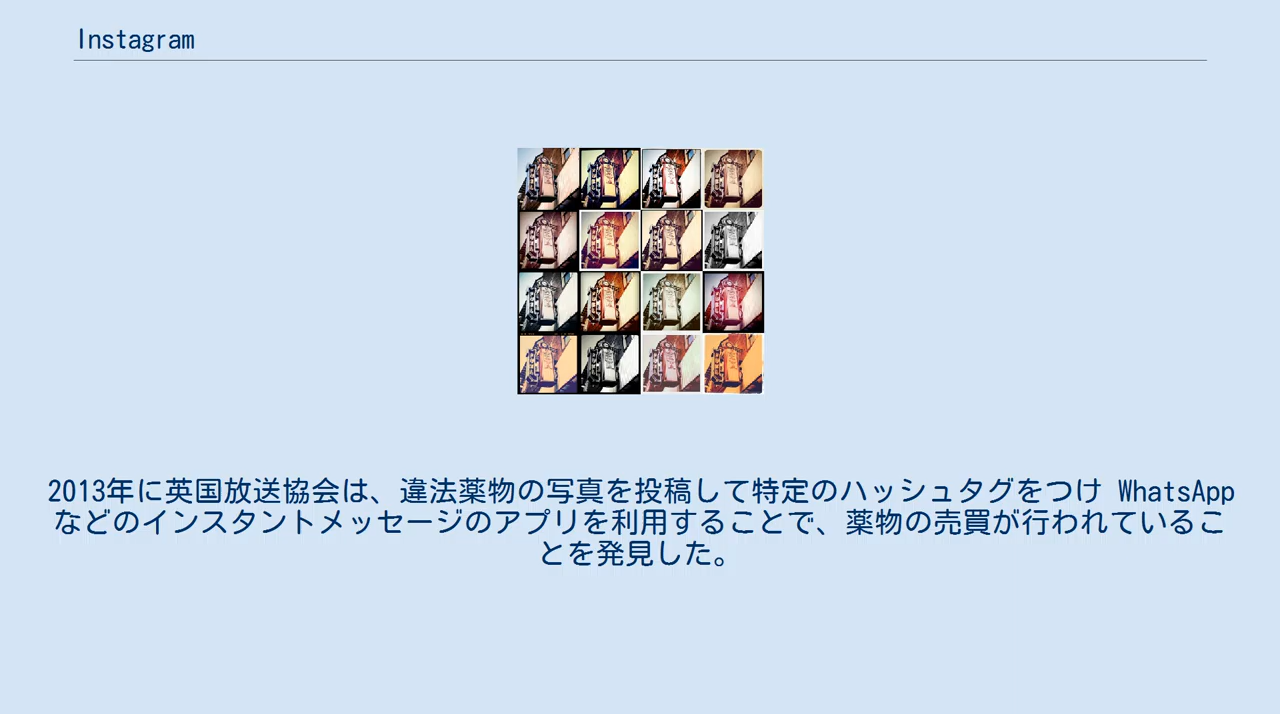 Instagram
2013年に英国放送協会は、違法薬物の写真を投稿して特定のハッシュタグをつけ WhatsApp
などのインスタントメッセージのアプリを利用することで、薬物の売買が行われているこ
とを発見した。